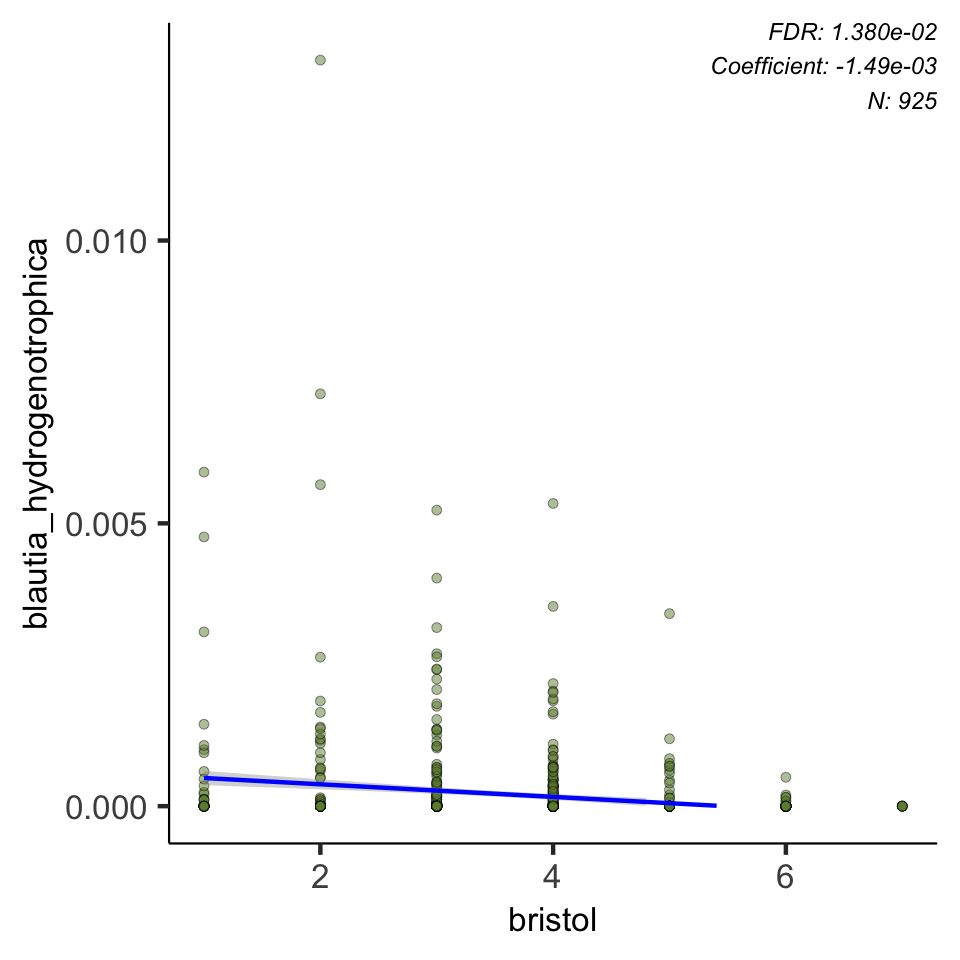 FDR: 1.380e-02
Coefficient: -1.49e-03
N: 925
blautia_hydrogenotrophica
0.010
0.005
0.000
2
4
6
bristol